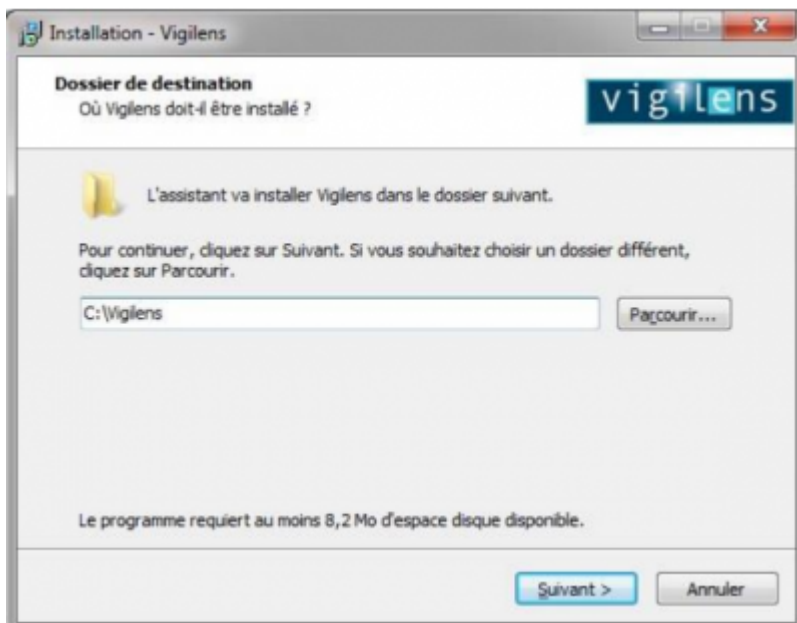 Installation - Vigilens
Dossier de destination
Où Vigilens doit-il être installé ?
vigilens
L'assistant va installer Vigilens dans le dossier suivant.
Pour continuer, cliquez sur Suivant. Si vous souhaitez choisir un dossier différent,
cliquez sur Parcourir.
C:\Vigilens
Parcourir...
Le programme requiert au moins 8,2 Mo d'espace disque disponible.
Suivant >
Annuler